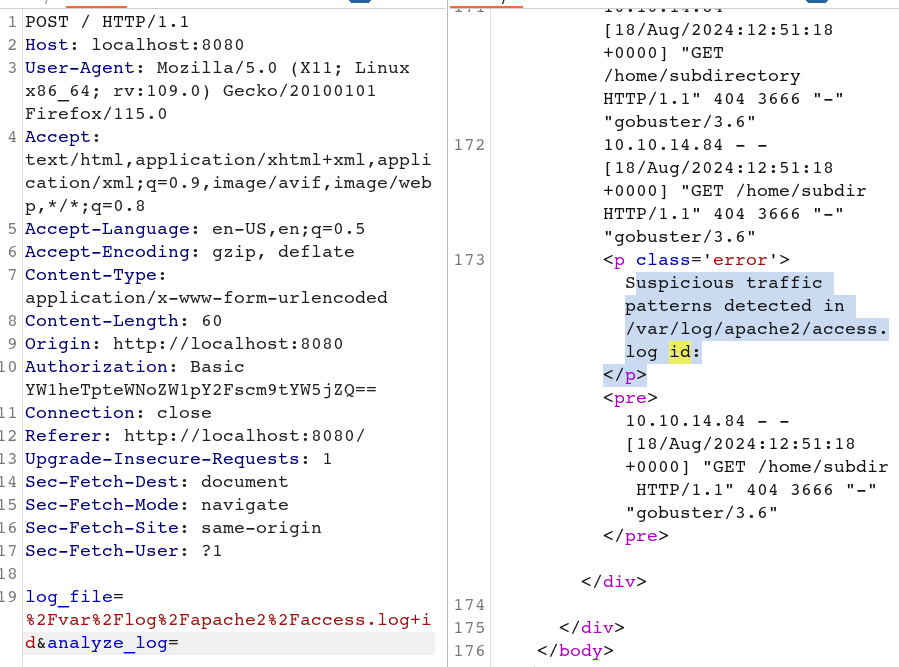 1 POST / HTTP/1.1
2 Host: localhost:8080
3 User-Agent: Mozilla/5.0 (X11; Linux
x86_64; rv:109.0) Gecko/20100101
Firefox/115.0
4 Accept:
text/html,application/xhtml+xml,appli
cation/xml;q=0.9,image/avif,image/web
p,*/*;q=0.8
5 Accept-Language: en-US,en;q=0.5
6 Accept-Encoding: gzip, deflate
7 Content-Type:
application/x-www-form-urlencoded
8 Content-Length: 60
9 Origin: http://localhost:8080
10 Authorization: Basic
YW1heTpteWNoZW1pY2Fscm9tYW5jZQ==
11 Connection: close
12 Referer: http://localhost:8080/
13 Upgrade-Insecure-Requests: 1
14 Sec-Fetch-Dest: document
15 Sec-Fetch-Mode: navigate
16 Sec-Fetch-Site: same-origin
17 Sec-Fetch-User: ?1
18
19 log_file=
%2Fvar%2Flog%2Fapache2%2Faccess.log+i
d&analyze_log=
171 10.10.14.84 - -
[18/Aug/2024:12:51:18
+0000] "GET
/home/subdirectory
HTTP/1.1" 404 3666 "-"
"gobuster/3.6"
172 10.10.14.84 - -
[18/Aug/2024:12:51:18
+0000] "GET /home/subdir
HTTP/1.1" 404 3666 "-"
"gobuster/3.6"
173 <p class='error'>
Suspicious traffic
patterns detected in
/var/log/apache2/access.
log id:
</p>
<pre>
10.10.14.84 - -
[18/Aug/2024:12:51:18
+0000] "GET /home/subdir
HTTP/1.1" 404 3666 "-"
"gobuster/3.6"
</pre>
</div>
174
175 </div>
176 </body>